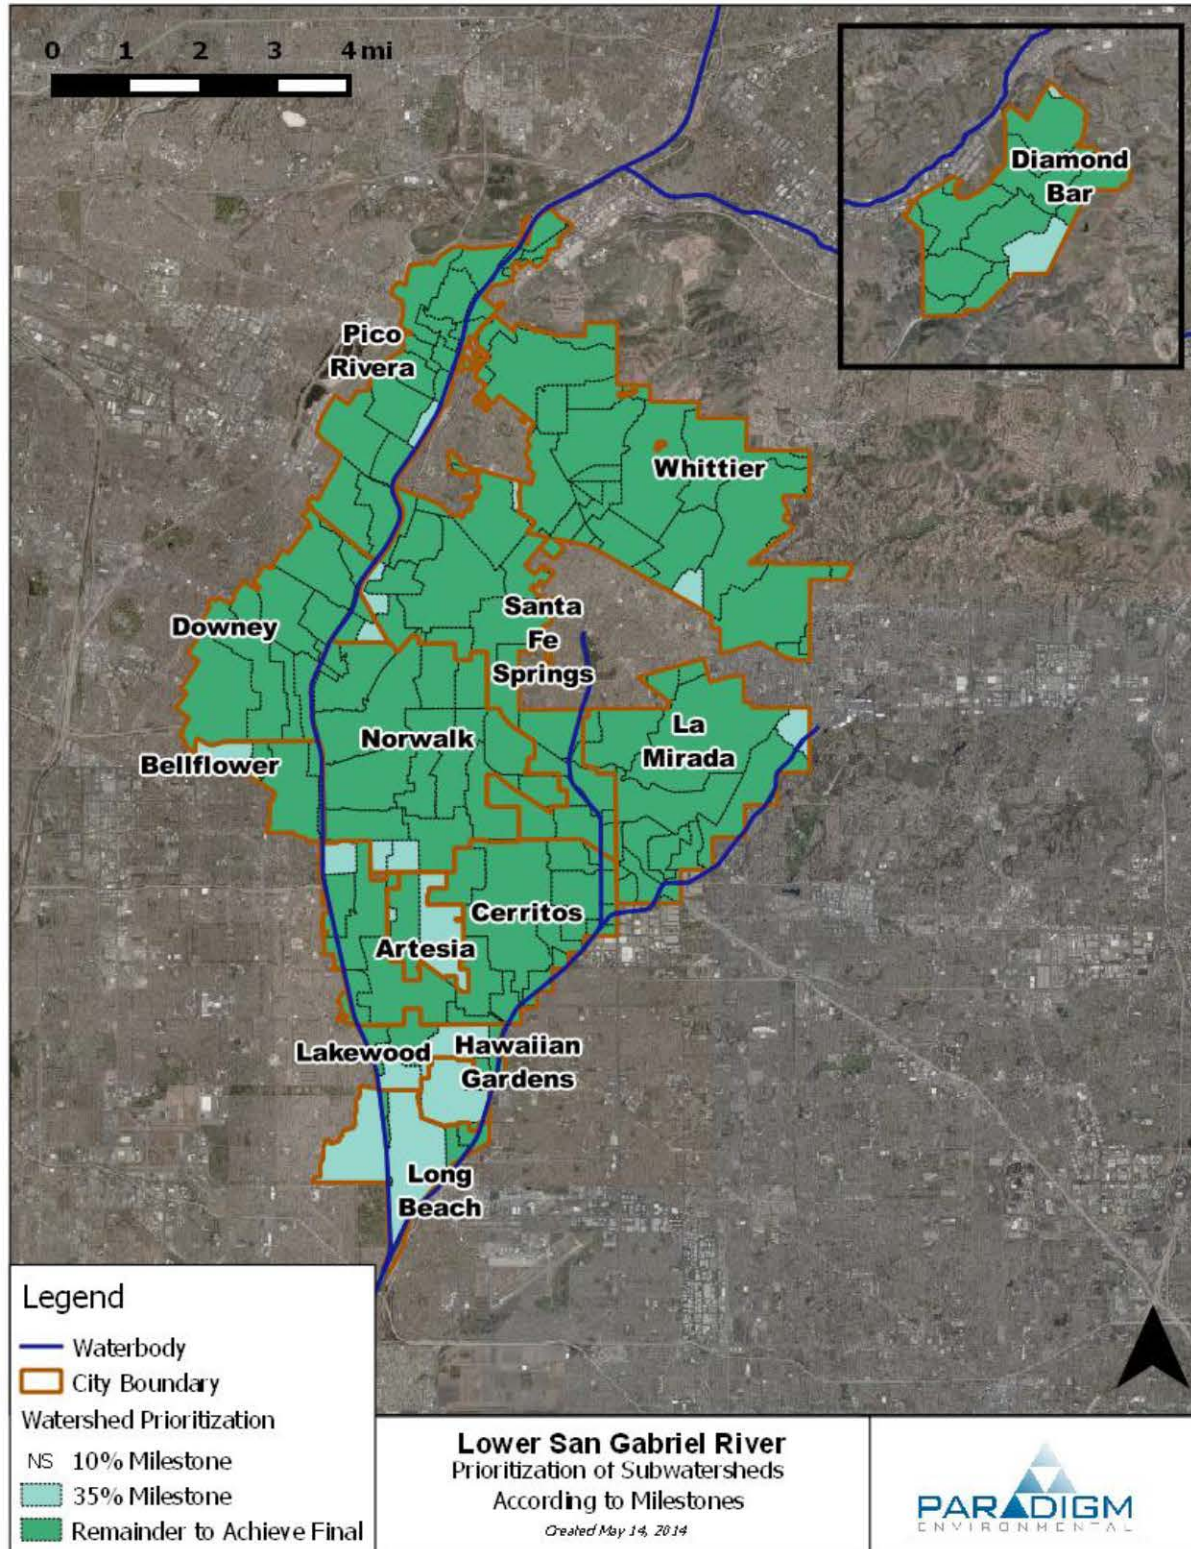 0 1 2 3 4 mi
Diamond
Bar
Pico
Rivera
Whittier
Santa
Fe
Springs
Downey
Norwalk
La
Mirada
Bellflower
Cerritos
Artesia
Lakewood
Hawaiian
Gardens
Long
Beach
Legend
Waterbody
City Boundary
Watershed Prioritization
NS 10% Milestone
35% Milestone
Remainder to Achieve Final
Lower San Gabriel River
Prioritization of Subwatersheds
According to Milestones
Created May 14, 2014
PARADIGM
ENVIRONMENTAL